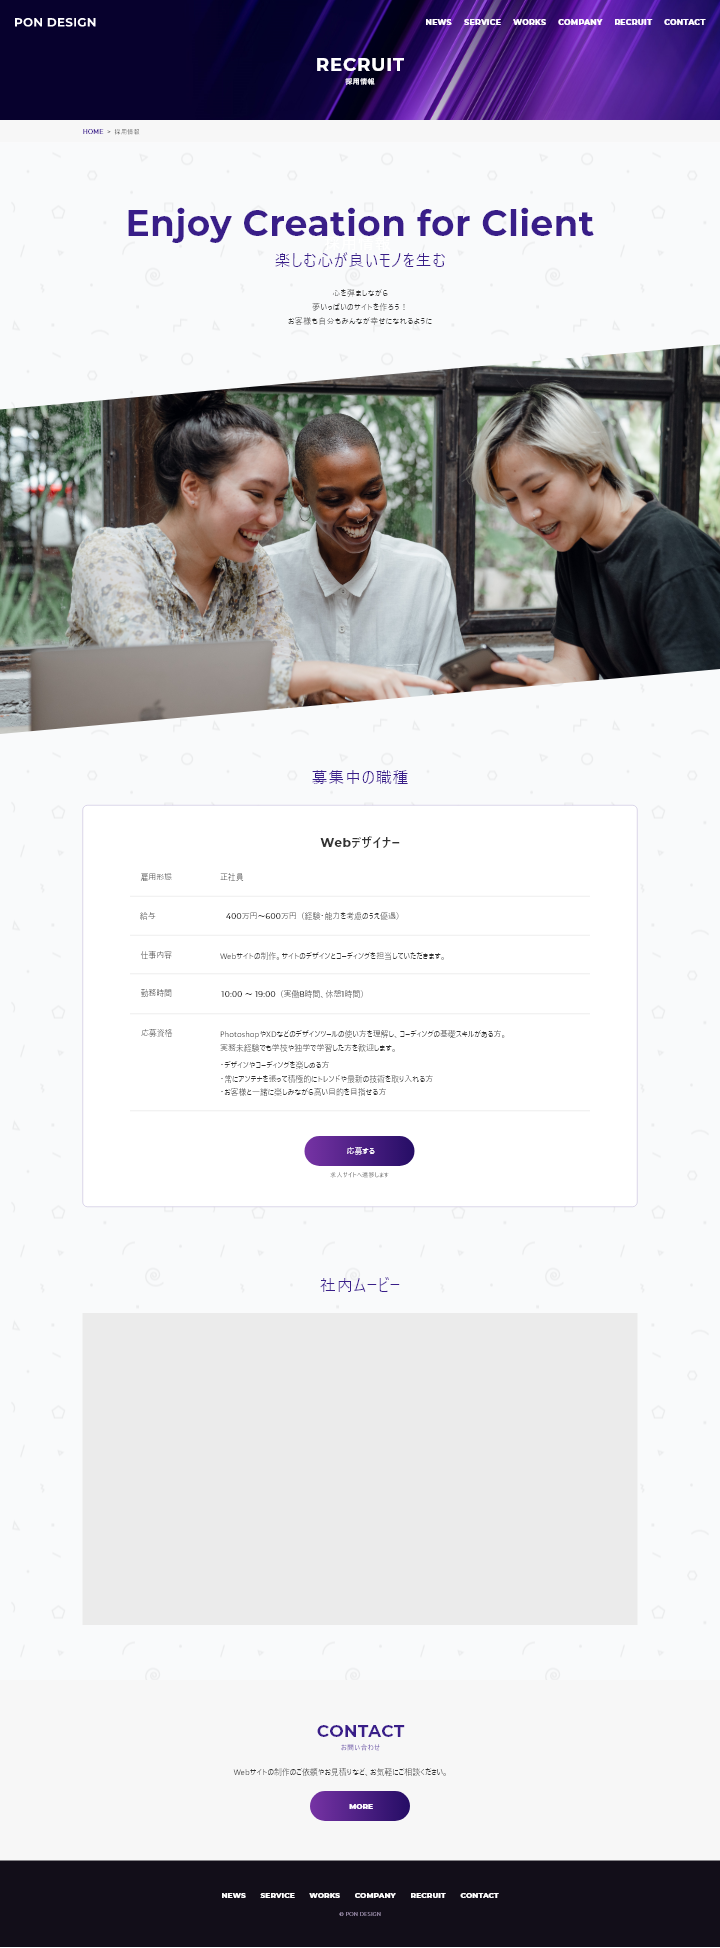 PON DESIGN
NEWS SERVICE WORKS COMPANY RECRUIT CONTACT
RECRUIT
採用情報
HOME > 採用情報
Enjoy Creation for Client
楽しむ心が良いモノを生む
心を弾ましながら
夢いっぱいのサイトを作ろう！
お客様も自分もみんなが幸せになれるように
募集中の職種
Webデザイナー
雇用形態 正社員
給与 400万円〜600万円（経験・能力を考慮のうえ優遇）
仕事内容 Webサイトの制作。サイトのデザインとコーディングを担当していただきます。
勤務時間 10:00 〜 19:00（実働8時間、休憩1時間）
応募資格 PhotoshopやXDなどのデザインツールの使い方を理解し、コーディングの基礎スキルがある方。
実務未経験でも学校や独学で学習した方を歓迎します。
・デザインやコーディングを楽しめる方
・常にアンテナを張って積極的にトレンドや最新の技術を取り入れる方
・お客様と一緒に楽しみながら高い目的を目指せる方
応募する
求人サイトへ遷移します
社内ムービー
CONTACT
お問い合わせ
Webサイトの制作のご依頼やお見積りなど、お気軽にご相談ください。
MORE
NEWS SERVICE WORKS COMPANY RECRUIT CONTACT
© PON DESIGN